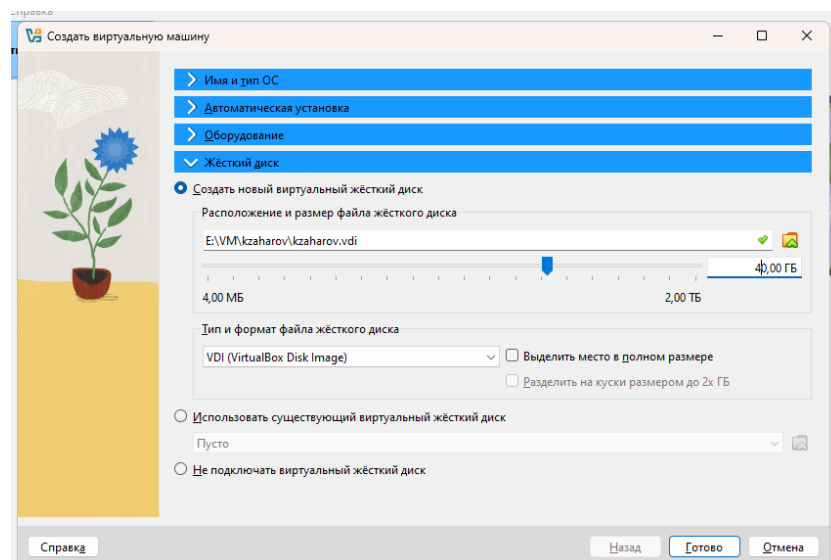 Справка
Создать виртуальную машину
Имя и тип ОС
Автоматическая установка
Оборудование
Жёсткий диск
Создать новый виртуальный жёсткий диск
Расположение и размер файла жёсткого диска
E:\VM\kzaharov\kzaharov.vdi
40,00 ГБ
4,00 МБ 2,00 ТБ
Тип и формат файла жёсткого диска
VDI (VirtualBox Disk Image) Выделить место в полном размере
Разделить на куски размером до 2х ГБ
Использовать существующий виртуальный жёсткий диск
Пусто
Не подключать виртуальный жёсткий диск
Справка Назад Готово Отмена